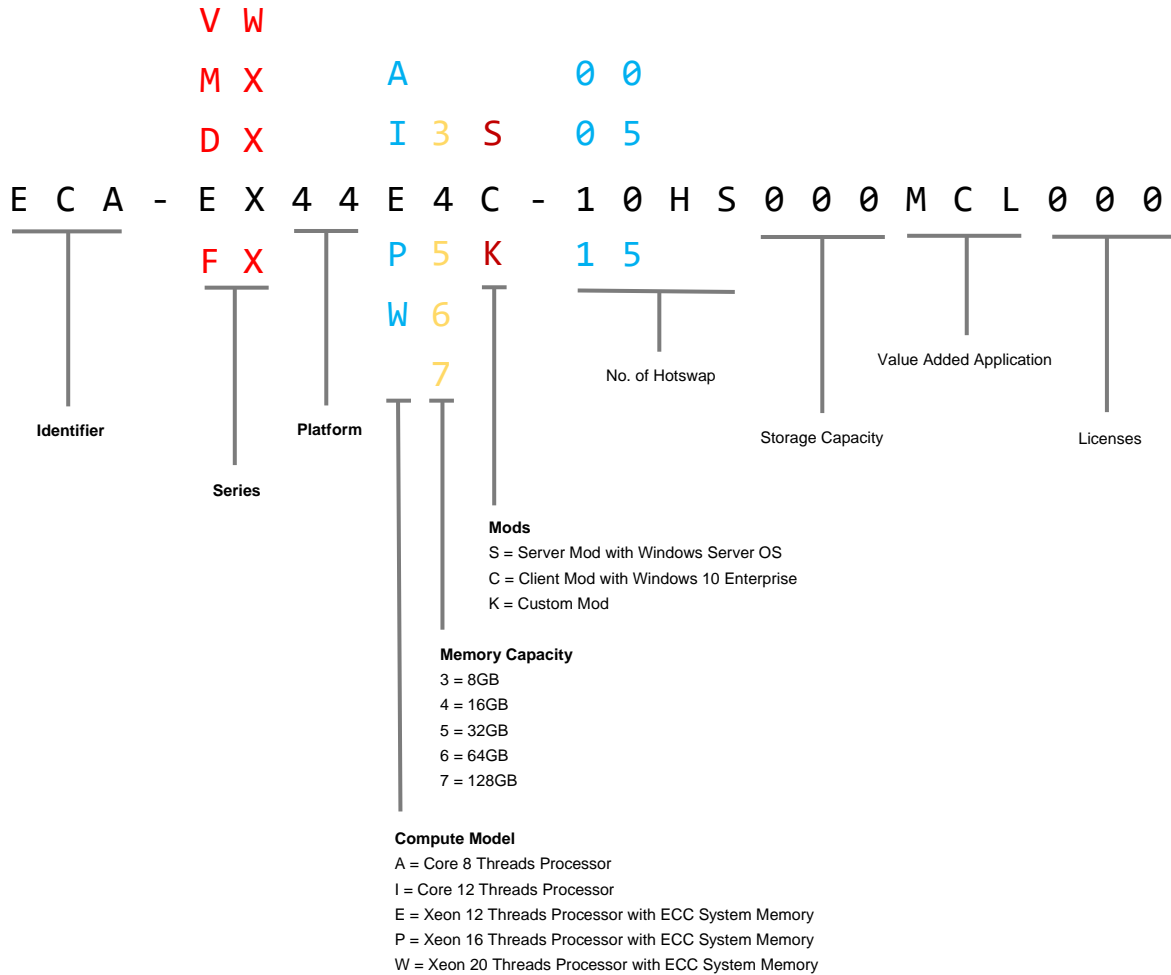 V W
M X A 0 0
D X I 3 S 0 5
E C A - E X 4 4 E 4 C - 1 0 H S 0 0 0 M C L 0 0 0
F X P 5 K 1 5
W 6
7
No. of Hotswap
Value Added Application
Identifier
Platform
Storage Capacity
Licenses
Series
Mods
S = Server Mod with Windows Server OS
C = Client Mod with Windows 10 Enterprise
K = Custom Mod
Memory Capacity
3 = 8GB
4 = 16GB
5 = 32GB
6 = 64GB
7 = 128GB
Compute Model
A = Core 8 Threads Processor
I = Core 12 Threads Processor
E = Xeon 12 Threads Processor with ECC System Memory
P = Xeon 16 Threads Processor with ECC System Memory
W = Xeon 20 Threads Processor with ECC System Memory